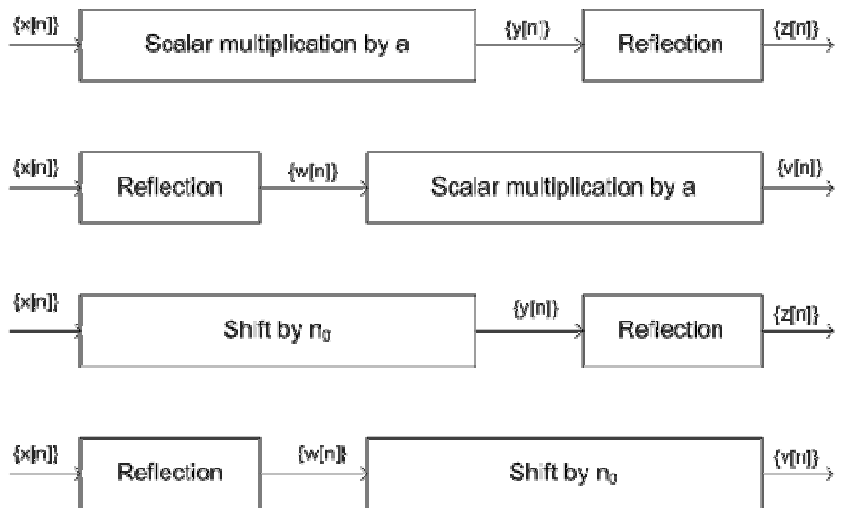 {x[n]}
Scalar multiplication by a
{y[n]}
Reflection
{z[n]}
{x[n]}
Reflection
{w[n]}
Scalar multiplication by a
{v[n]}
{x[n]}
Shift by n₀
{y[n]}
Reflection
{z[n]}
{x[n]}
Reflection
{w[n]}
Shift by n₀
{v[n]}